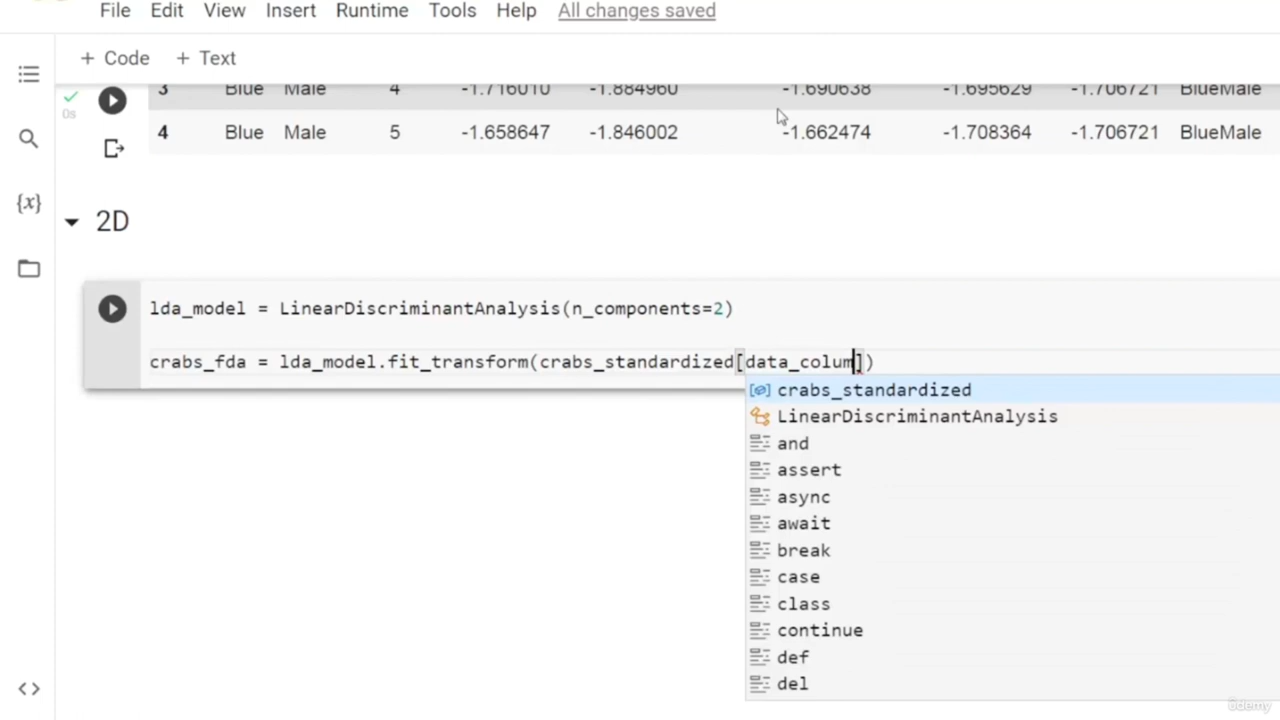 File Edit View Insert Runtime Tools Help All changes saved
+ Code + Text
3 Blue Male 4 -1.716010 -1.884960 -1.690638 -1.695629 -1.706721 BlueMale
0s
4 Blue Male 5 -1.658647 -1.846002 -1.662474 -1.708364 -1.706721 BlueMale
{x}
2D
lda_model = LinearDiscriminantAnalysis(n_components=2)
crabs_fda = lda_model.fit_transform(crabs_standardized[data_colum])
crabs_standardized
LinearDiscriminantAnalysis
and
assert
async
await
break
case
class
continue
def
del
ûdemy